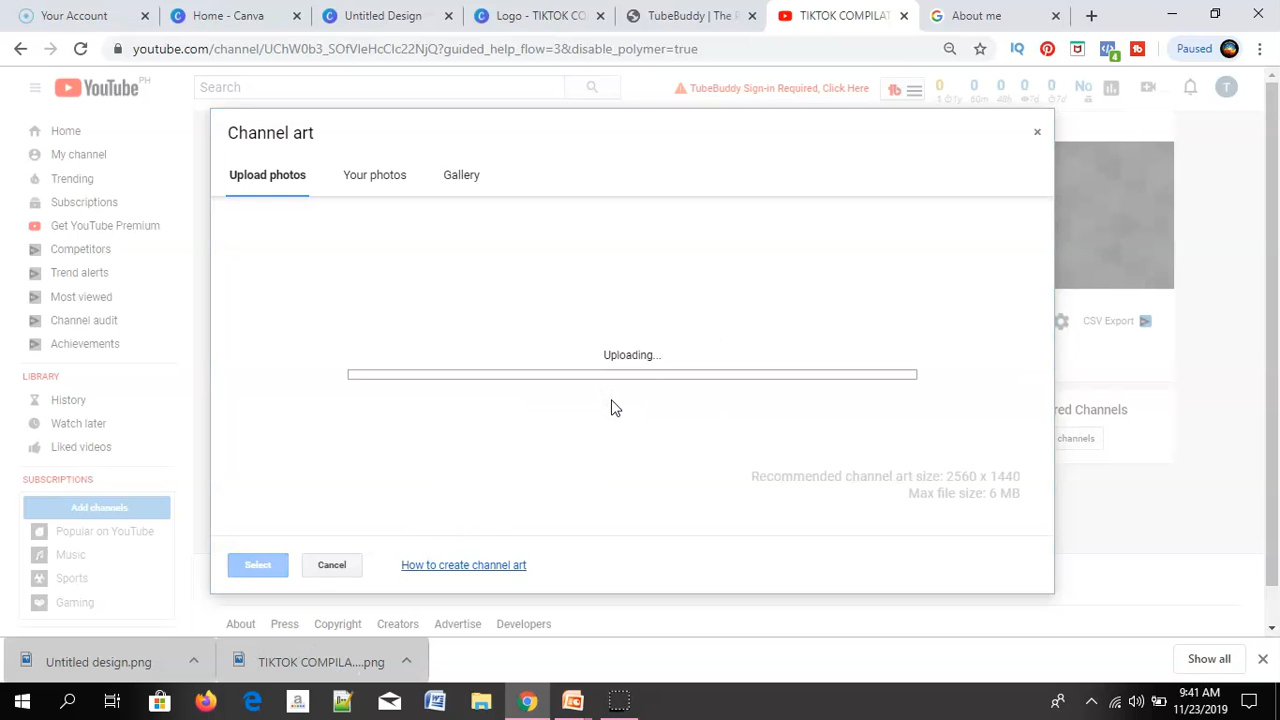 Your Account
Home - Canva
Untitled Design
Logo - TIKTOK CO
TubeBuddy | The
TIKTOK COMPILAT
About me
youtube.com/channel/UChW0b3_SOfVleHcClc22NjQ?guided_help_flow=3&disable_polymer=true
Paused
YouTube PH
Search
TubeBuddy Sign-in Required, Click Here
0 0 0 0 0 No
60m 48h
T
Home
My channel
Trending
Subscriptions
Get YouTube Premium
Competitors
Trend alerts
Most viewed
Channel audit
Achievements
LIBRARY
History
Watch later
Liked videos
SUBSCRIPTIONS
Add channels
Popular on YouTube
Music
Sports
Gaming
Channel art
Upload photos
Your photos
Gallery
Uploading...
Recommended channel art size: 2560 x 1440
Max file size: 6 MB
Select
Cancel
How to create channel art
CSV Export
red Channels
channels
About
Press
Copyright
Creators
Advertise
Developers
Untitled design.png
TIKTOK COMPILA....png
Show all
9:41 AM
11/23/2019